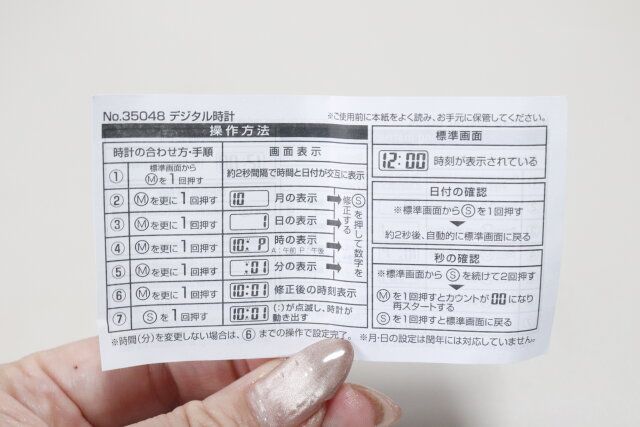 No.35048 デジタル時計
※ご使用前に本紙をよく読み、お手元に保管してください。
操作方法
時計の合わせ方・手順 画面表示
① 標準画面から
Ⓜを1回押す 約2秒間隔で時間と日付が交互に表示
② Ⓜを更に1回押す 10 月の表示
③ Ⓜを更に1回押す 1 日の表示
④ Ⓜを更に1回押す 10: P 時の表示
A:午前 P:午後
⑤ Ⓜを更に1回押す :01 分の表示
Ⓢを押して数字を
修正する
⑥ Ⓜを更に1回押す 10:01 修正後の時刻表示
⑦ Ⓢを1回押す 10:01 (:)が点滅し、時計が
動き出す
※時間(分)を変更しない場合は、⑥までの操作で設定完了。
標準画面
12:00 時刻が表示されている
日付の確認
※標準画面からⓈを1回押す
約2秒後、自動的に標準画面に戻る
秒の確認
※標準画面からⓈを続けて2回押す
Ⓜを1回押すとカウントが00になり
再スタートする
Ⓢを1回押すと標準画面に戻る
※月・日の設定は閏年には対応していません。